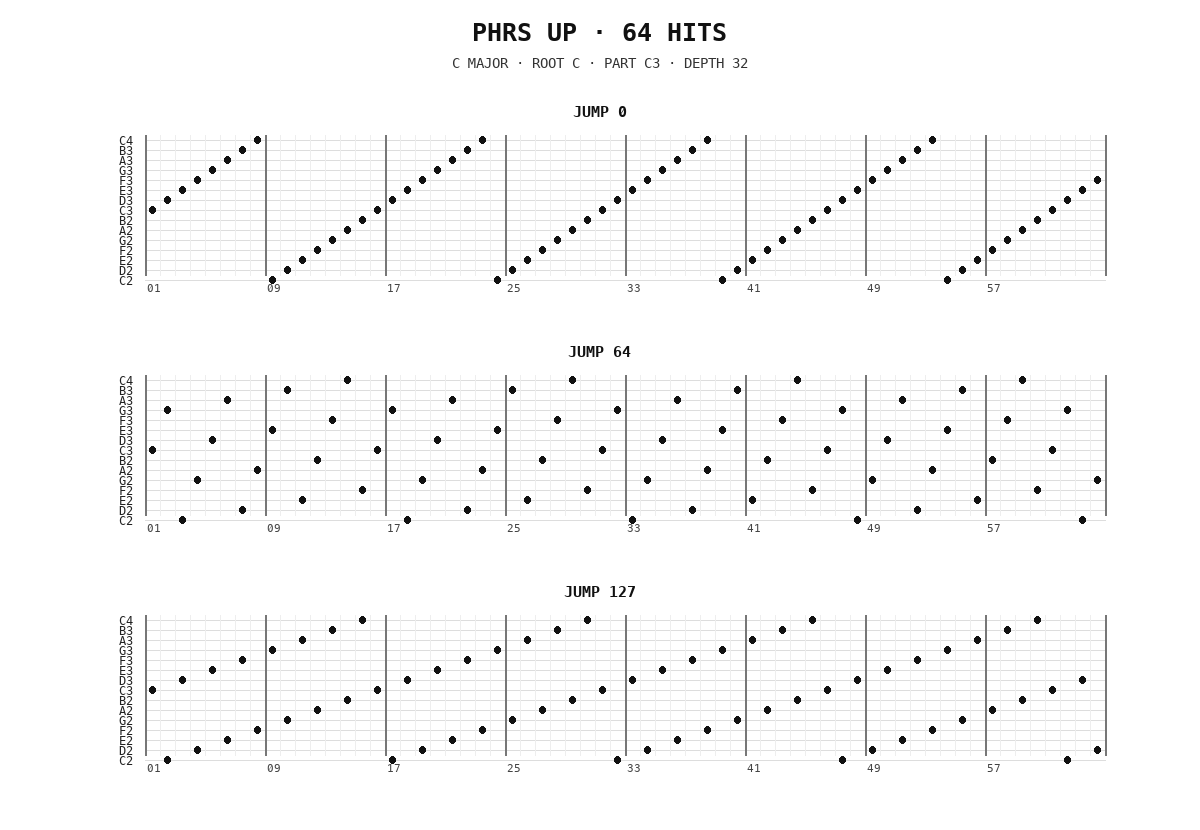 PHRS UP · 64 HITS
C MAJOR · ROOT C · PART C3 · DEPTH 32
JUMP 0
C4
B3
A3
G3
F3
E3
D3
C3
B2
A2
G2
F2
E2
D2
C2
01 09 17 25 33 41 49 57
JUMP 64
C4
B3
A3
G3
F3
E3
D3
C3
B2
A2
G2
F2
E2
D2
C2
01 09 17 25 33 41 49 57
JUMP 127
C4
B3
A3
G3
F3
E3
D3
C3
B2
A2
G2
F2
E2
D2
C2
01 09 17 25 33 41 49 57